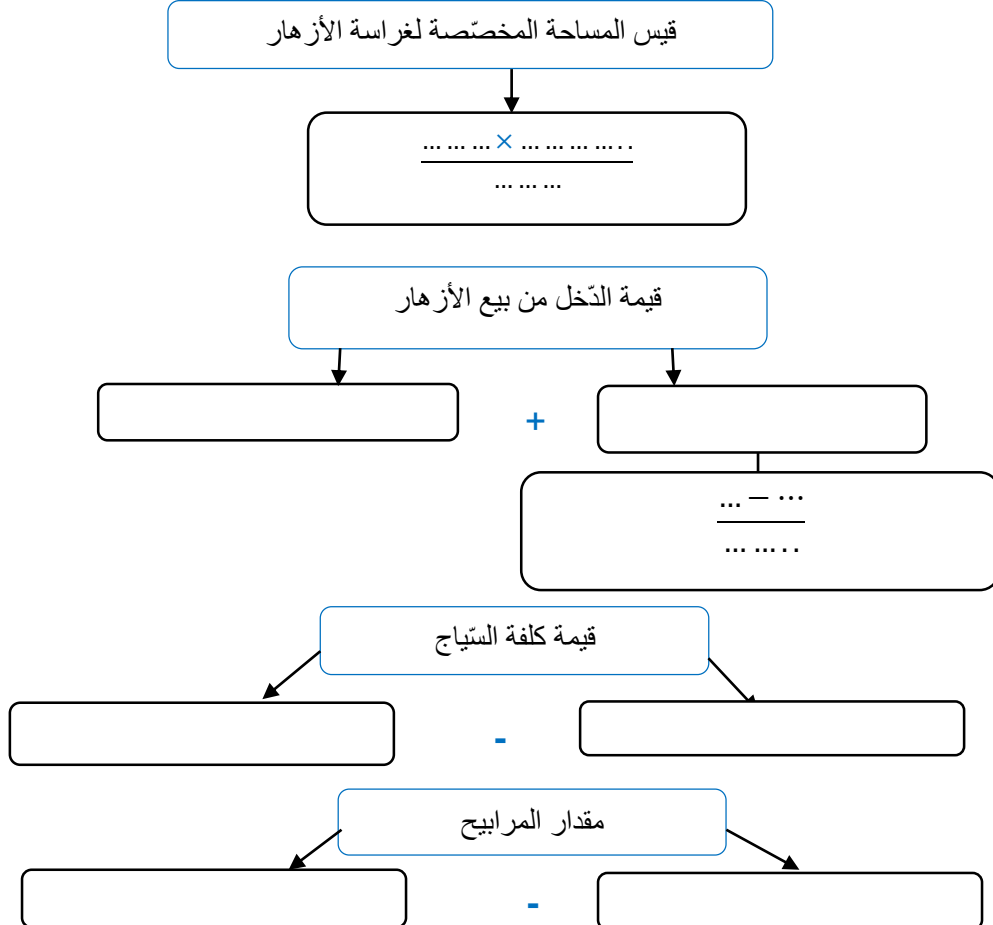 قيس المساحة المخصّصة لغراسة الأزهار
... ... ... × ... ... ... ... . .
... ... ...
قيمة الدّخل من بيع الأزهار
+
... − ...
... ... . .
قيمة كلفة السّياج
-
مقدار المرابيح
-